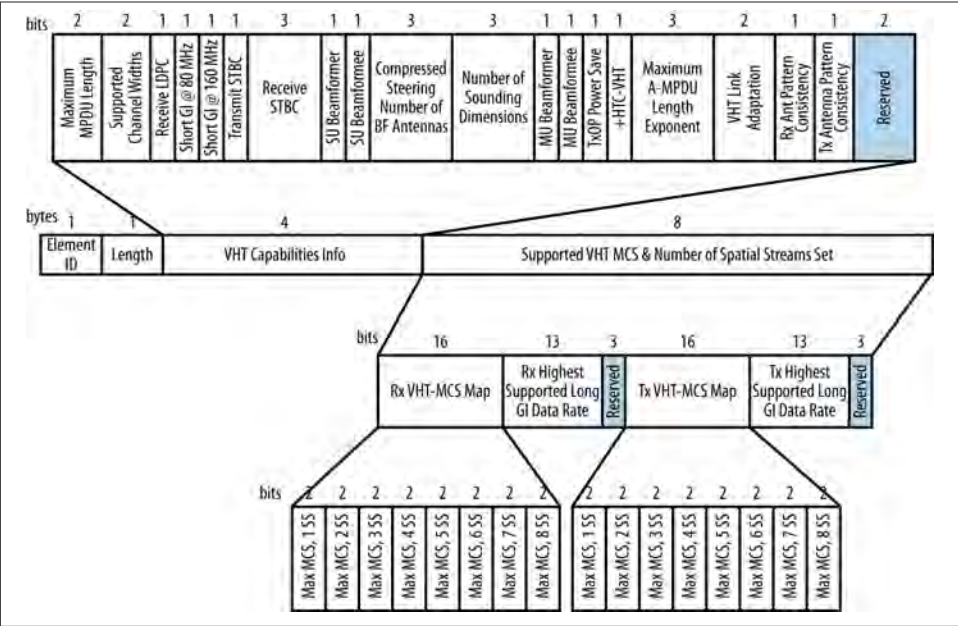 bits 2 2 1 1 1 1 3 1 1 3 3 1 1 1 1 3 2 1 1 2
Maximum MPDU Length
Supported Channel Widths
Receive LDPC
Short GI @ 80 MHz
Short GI @ 160 MHz
Transmit STBC
Receive STBC
SU Beamformer
SU Beamformee
Compressed Steering Number of BF Antennas
Number of Sounding Dimensions
MU Beamformer
MU Beamformee
TxOP Power Save
+HTC-VHT
Maximum A-MPDU Length Exponent
VHT Link Adaptation
Rx Ant Pattern Consistency
Tx Antenna Pattern Consistency
Reserved
bytes 1 1 4 8
Element ID
Length
VHT Capabilities Info
Supported VHT MCS & Number of Spatial Streams Set
bits 16 13 3 16 13 3
Rx VHT-MCS Map
Rx Highest Supported Long GI Data Rate
Reserved
Tx VHT-MCS Map
Tx Highest Supported Long GI Data Rate
Reserved
bits 2 2 2 2 2 2 2 2 2 2 2 2 2 2 2 2
Max MCS, 1 SS
Max MCS, 2 SS
Max MCS, 3 SS
Max MCS, 4 SS
Max MCS, 5 SS
Max MCS, 6 SS
Max MCS, 7 SS
Max MCS, 8 SS
Max MCS, 1 SS
Max MCS, 2 SS
Max MCS, 3 SS
Max MCS, 4 SS
Max MCS, 5 SS
Max MCS, 6 SS
Max MCS, 7 SS
Max MCS, 8 SS